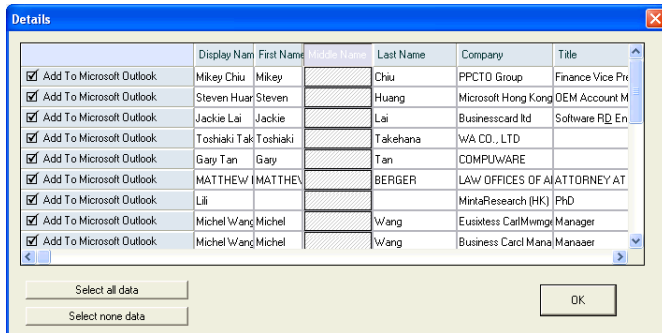 Details
Display Nam First Name Middle Name Last Name Company Title
Add To Microsoft Outlook Mikey Chiu Mikey Chiu PPCTO Group Finance Vice Pre
Add To Microsoft Outlook Steven Huar Steven Huang Microsoft Hong Kong OEM Account M
Add To Microsoft Outlook Jackie Lai Jackie Lai Businesscard ltd Software RD En
Add To Microsoft Outlook Toshiaki Tak Toshiaki Takehana WA CO., LTD
Add To Microsoft Outlook Gary Tan Gary Tan COMPUWARE
Add To Microsoft Outlook MATTHEW MATTHEV BERGER LAW OFFICES OF ATTORNEY AT
Add To Microsoft Outlook Lili MintaResearch (HK) PhD
Add To Microsoft Outlook Michel Wang Michel Wang Eusixtess CarlMwmge Manager
Add To Microsoft Outlook Michel Wang Michel Wang Business Carcl Mana Manaaer
Select all data
OK
Select none data